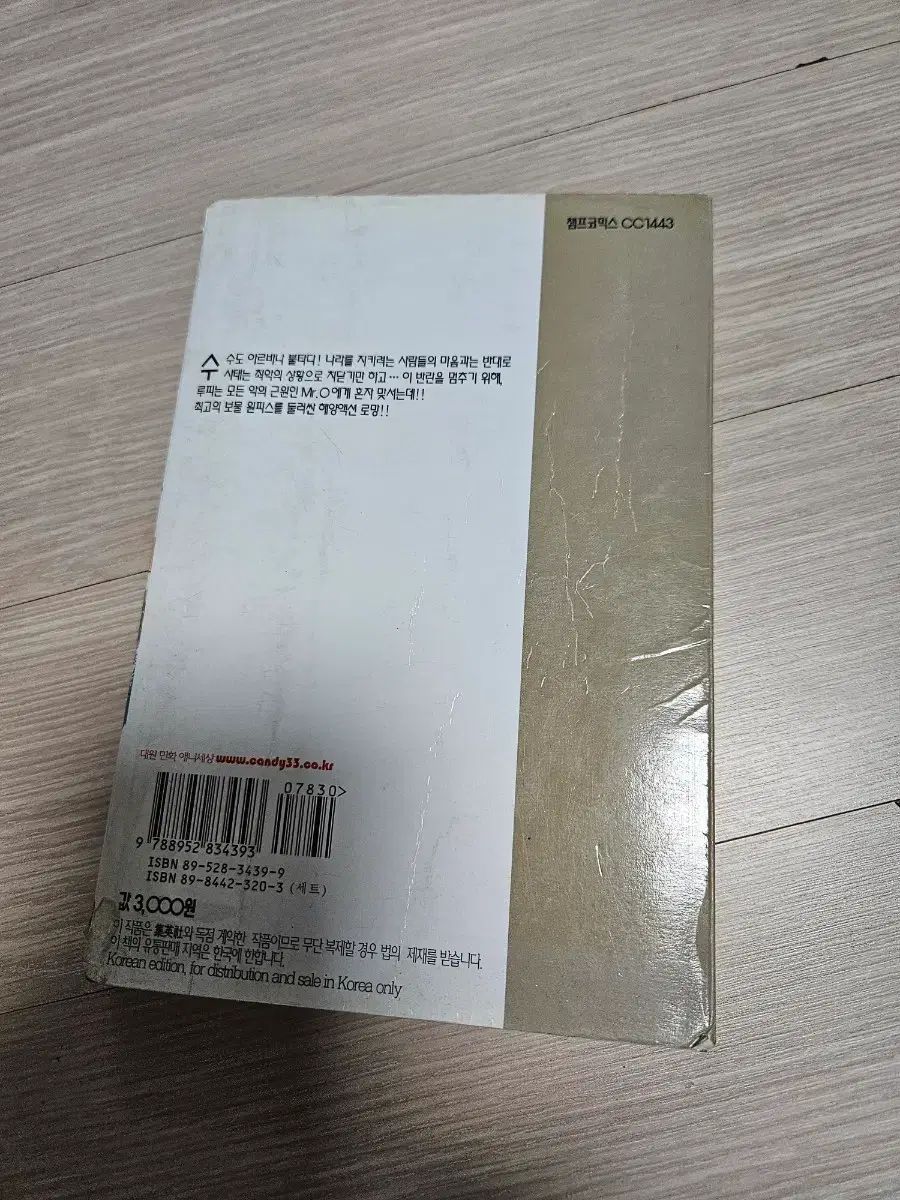 챔프코믹스 CC1443
수
수도 아르바나 불타다! 나라를 지키려는 사람들의 마음과는 반대로
사태는 최악의 상황으로 치닫기만 하고… 이 반란을 멈추기 위해,
루피는 모든 악의 근원인 Mr.0에게 혼자 맞서는데!!
최고의 보물 원피스를 둘러싼 해양액션 로망!!
대원 만화 애니세상 www.candy33.co.kr
07830>
9 788952 834393
ISBN 89-528-3439-9
ISBN 89-8442-320-3 (세트)
값 3,000원
이 작품은 集英社와 독점 계약한 작품이므로 무단 복제할 경우 법의 제재를 받습니다.
이 책의 유통판매 지역은 한국에 한합니다.
Korean edition, for distribution and sale in Korea only